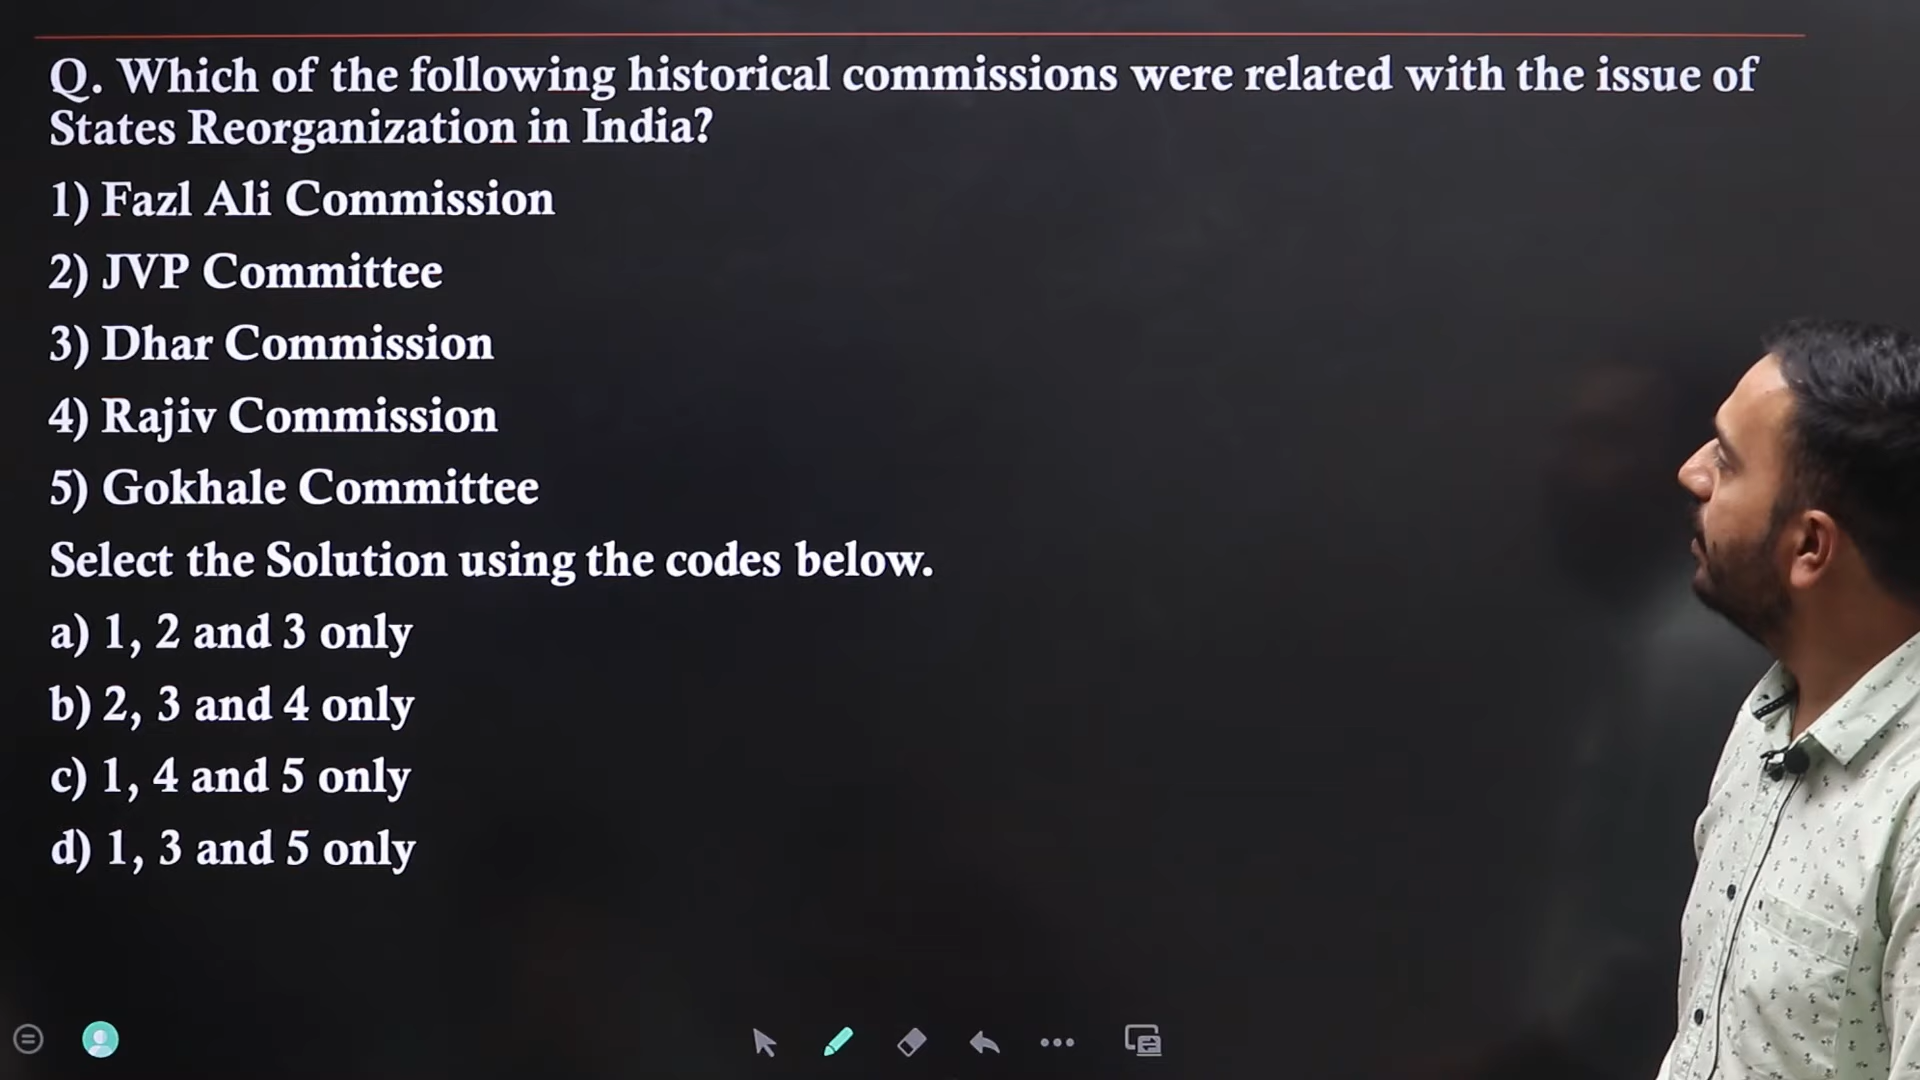 Q. Which of the following historical commissions were related with the issue of
States Reorganization in India?
1) Fazl Ali Commission
2) JVP Committee
3) Dhar Commission
4) Rajiv Commission
5) Gokhale Committee
Select the Solution using the codes below.
a) 1, 2 and 3 only
b) 2, 3 and 4 only
c) 1, 4 and 5 only
d) 1, 3 and 5 only